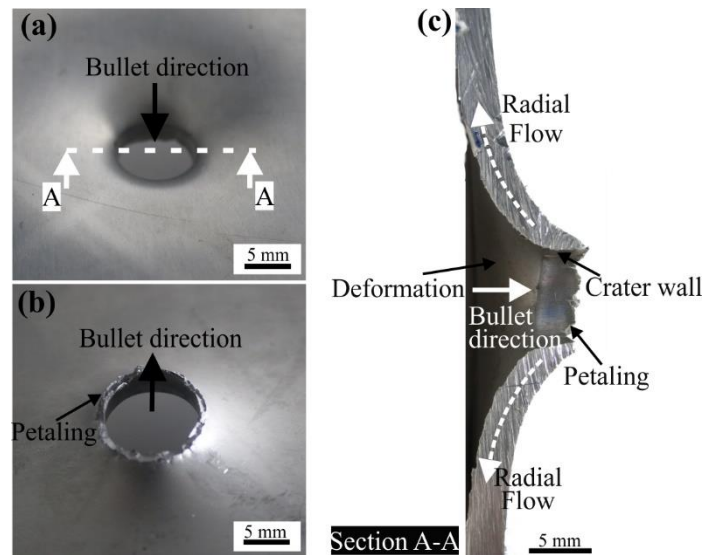 (a)
Bullet direction
A
A
5 mm
(b)
Bullet direction
Petaling
5 mm
(c)
Radial
Flow
Deformation
Crater wall
Bullet
direction
Petaling
Radial
Flow
Section A-A
5 mm